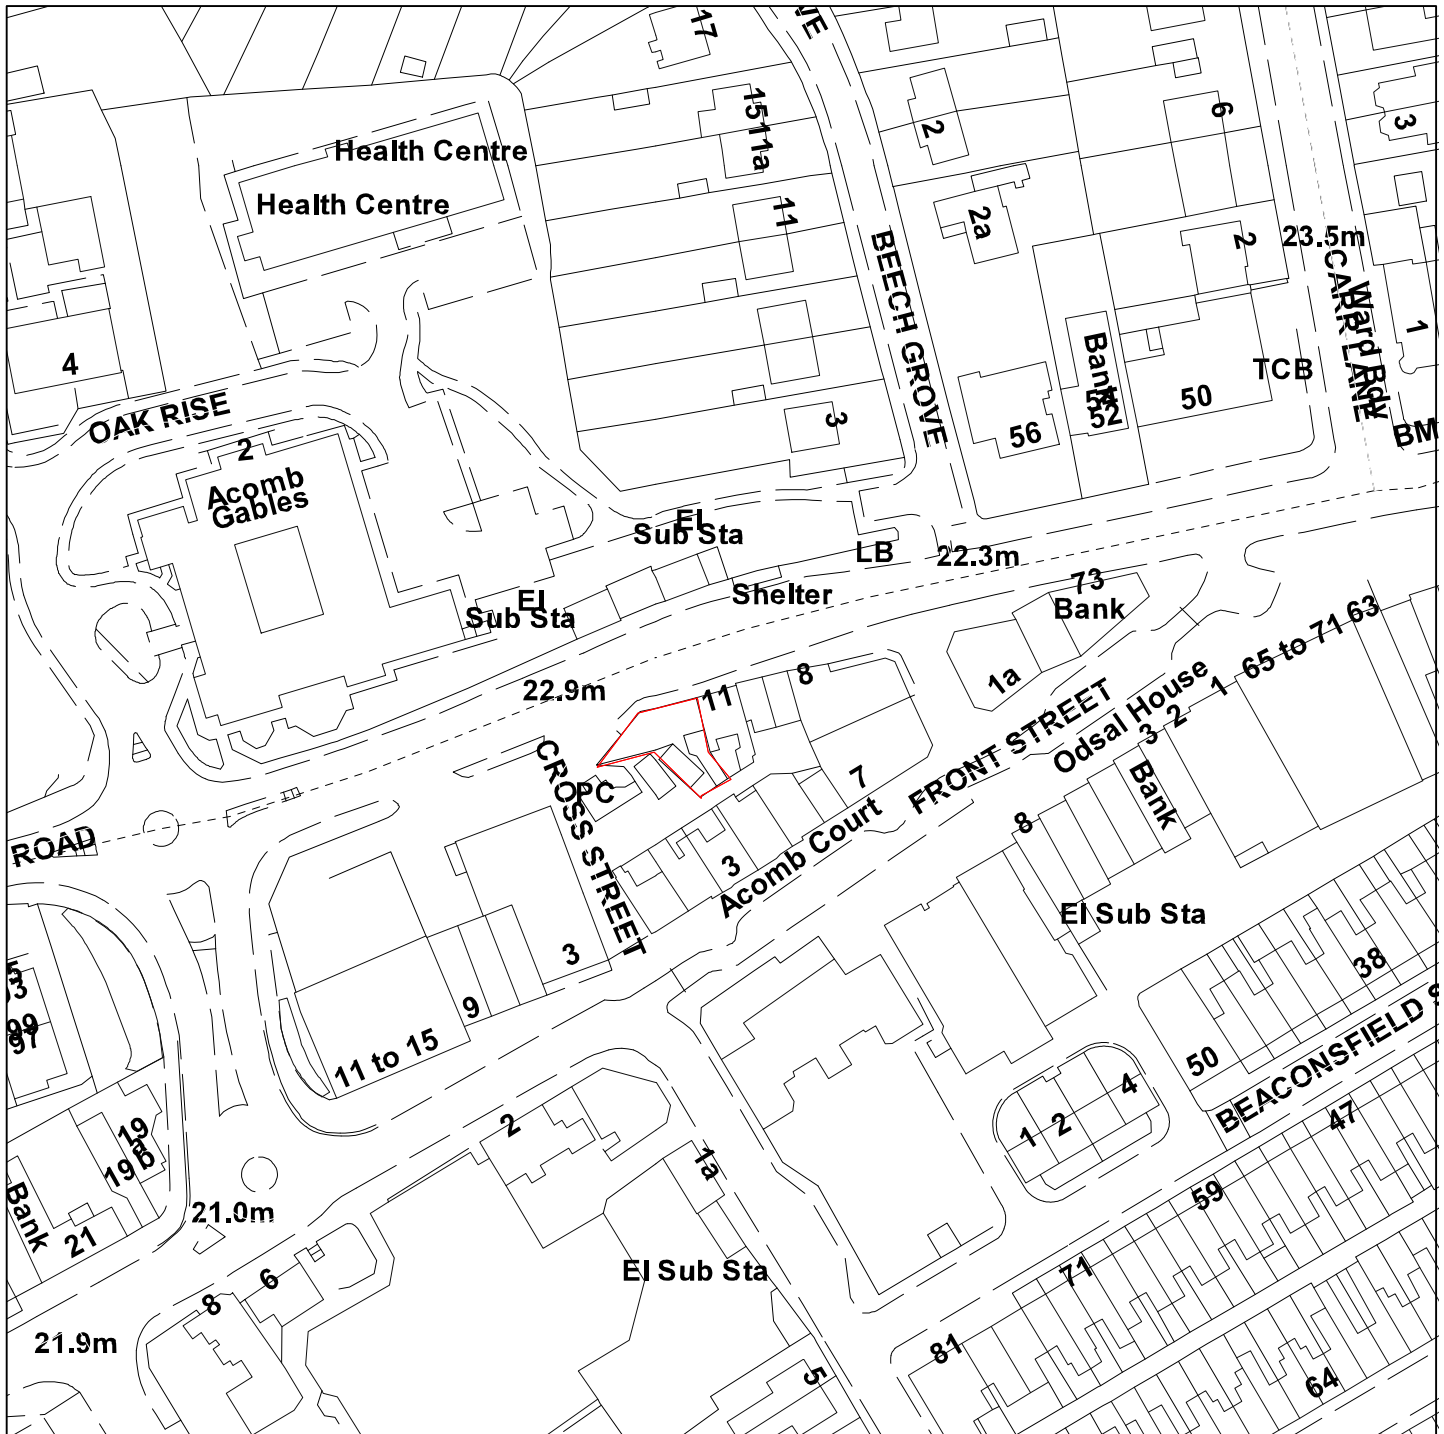 17
VE
15
11a
11
2
6
3
2a
2
23.5m
Health Centre
Health Centre
BEECH GROVE
CARR LANE
Ward Bdy
1
Bank
TCB
4
OAK RISE
3
56
52
50
BM
2
Acomb
Gables
El
Sub Sta
LB
22.3m
El
Sub Sta
Shelter
73
Bank
1a
65 to 71
63
22.9m
11
8
FRONT STREET
Odsal House
1
2
3
Bank
CROSS STREET
PC
7
Acomb Court
3
8
ROAD
El Sub Sta
3
9
11 to 15
38
50
BEACONSFIELD S
99
97
19
a
19b
Bank
21
21.0m
2
1a
1
2
4
47
59
71
81
64
El Sub Sta
6
8
21.9m
5